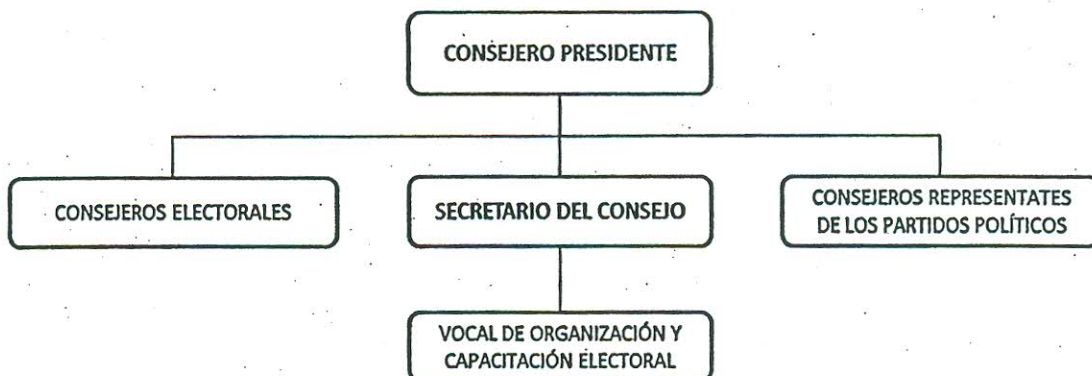 CONSEJERO PRESIDENTE
CONSEJEROS ELECTORALES
SECRETARIO DEL CONSEJO
CONSEJEROS REPRESENTATES
DE LOS PARTIDOS POLÍTICOS
VOCAL DE ORGANIZACIÓN Y
CAPACITACIÓN ELECTORAL